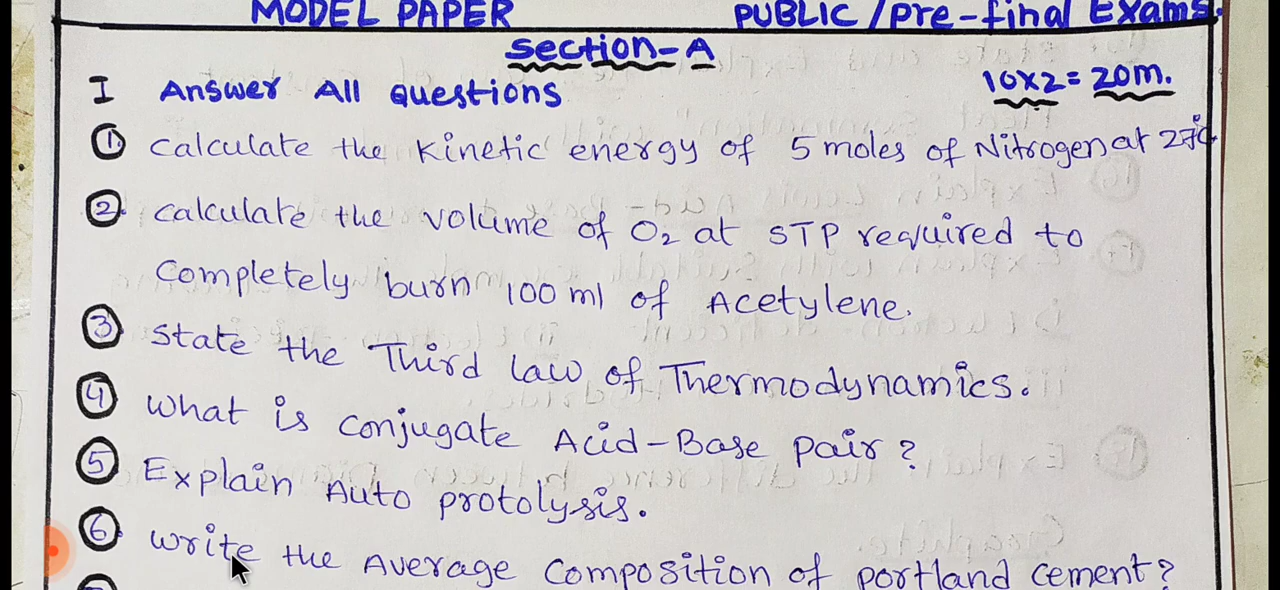 MODEL PAPER PUBLIC /Pre-final Exams.
Section-A
I Answer All Questions 10x2=20m.
1. Calculate the Kinetic energy of 5 moles of Nitrogen at 27°C
2. Calculate the volume of O₂ at STP required to
completely burn 100 ml of Acetylene.
3 State the Third law of Thermodynamics.
4 What is Conjugate Acid-Base pair?
5 Explain Auto protolysis.
6. Write the Average Composition of portland cement?